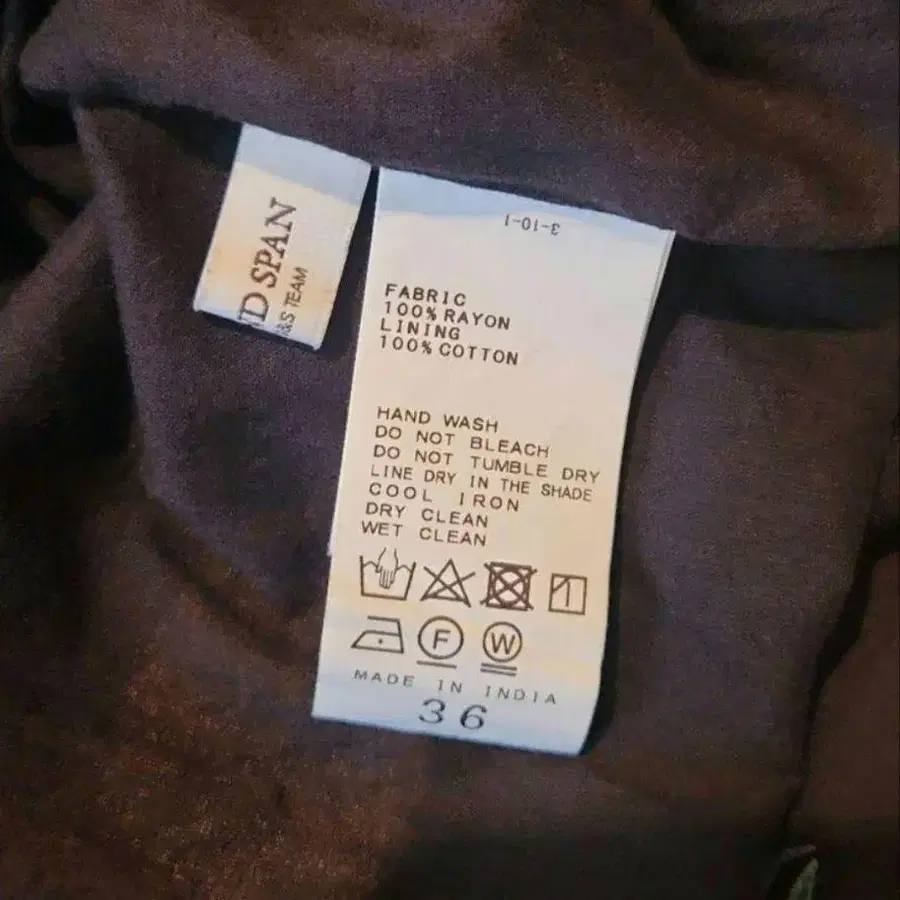 D SPAN
&S TEAM
3-10-1
FABRIC
100% RAYON
LINING
100% COTTON
HAND WASH
DO NOT BLEACH
DO NOT TUMBLE DRY
LINE DRY IN THE SHADE
COOL IRON
DRY CLEAN
WET CLEAN
F W
MADE IN INDIA
36